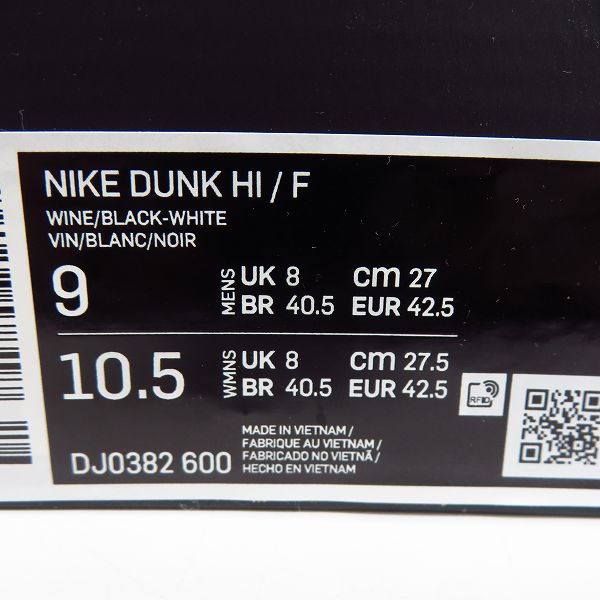 NIKE DUNK HI / F
WINE/BLACK-WHITE
VIN/BLANC/NOIR
9 MENS UK 8 cm 27
BR 40.5 EUR 42.5
10.5 WMNS UK 8 cm 27.5
BR 40.5 EUR 42.5
RFID
DJ0382 600
MADE IN VIETNAM /
FABRIQUE AU VIETNAM /
FABRICADO NO VIETNÃ /
HECHO EN VIETNAM